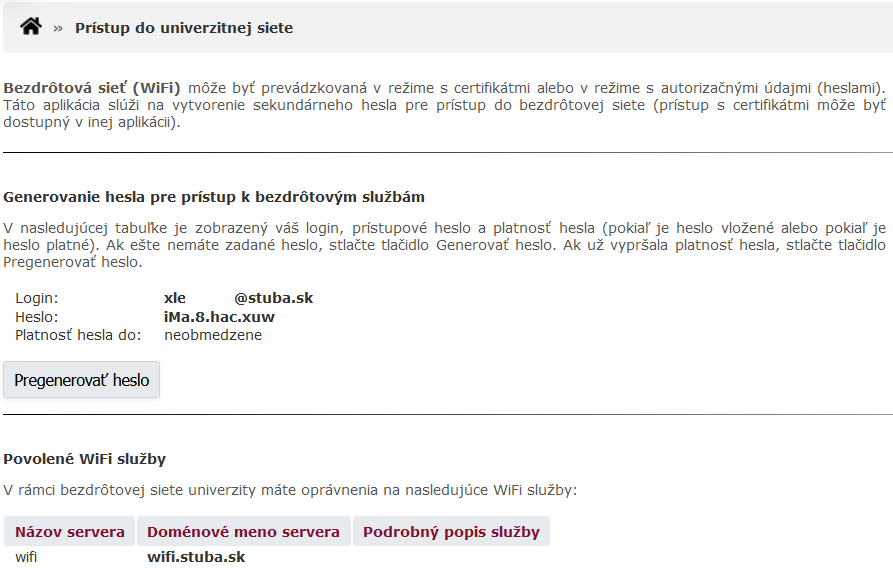 » Prístup do univerzitnej siete
Bezdrôtová sieť (WiFi) môže byť prevádzkovaná v režime s certifikátmi alebo v režime s autorizačnými údajmi (heslami).
Táto aplikácia slúži na vytvorenie sekundárneho hesla pre prístup do bezdrôtovej siete (prístup s certifikátmi môže byť
dostupný v inej aplikácii).
Generovanie hesla pre prístup k bezdrôtovým službám
V nasledujúcej tabuľke je zobrazený váš login, prístupové heslo a platnosť hesla (pokiaľ je heslo vložené alebo pokiaľ je
heslo platné). Ak ešte nemáte zadané heslo, stlačte tlačidlo Generovať heslo. Ak už vypršala platnosť hesla, stlačte tlačidlo
Pregenerovať heslo.
Login: xle @stuba.sk
Heslo: iMa.8.hac.xuw
Platnosť hesla do: neobmedzene
Pregenerovať heslo
Povolené WiFi služby
V rámci bezdrôtovej siete univerzity máte oprávnenia na nasledujúce WiFi služby:
Názov servera Doménové meno servera Podrobný popis služby
wifi wifi.stuba.sk